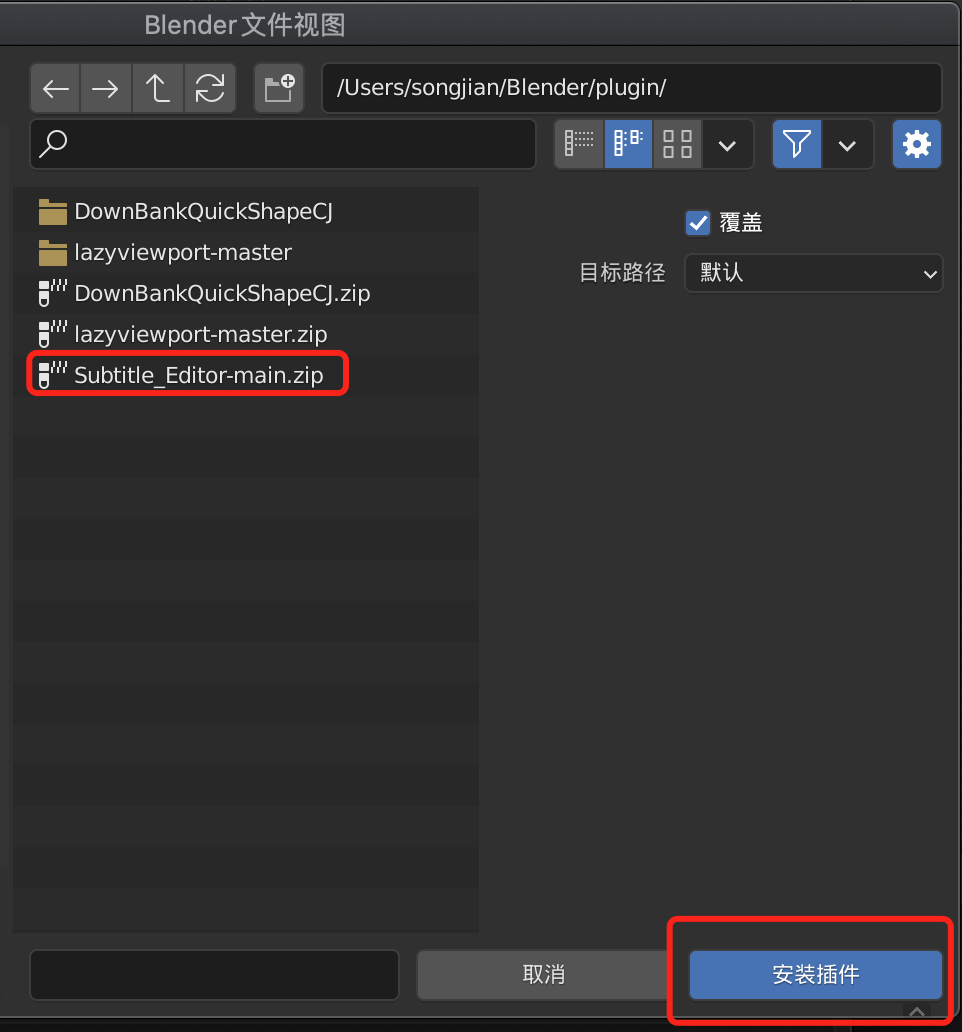 Blender文件视图
/Users/songjian/Blender/plugin/
DownBankQuickShapeCJ
lazyviewport-master
DownBankQuickShapeCJ.zip
lazyviewport-master.zip
Subtitle_Editor-main.zip
覆盖
目标路径 默认
取消 安装插件